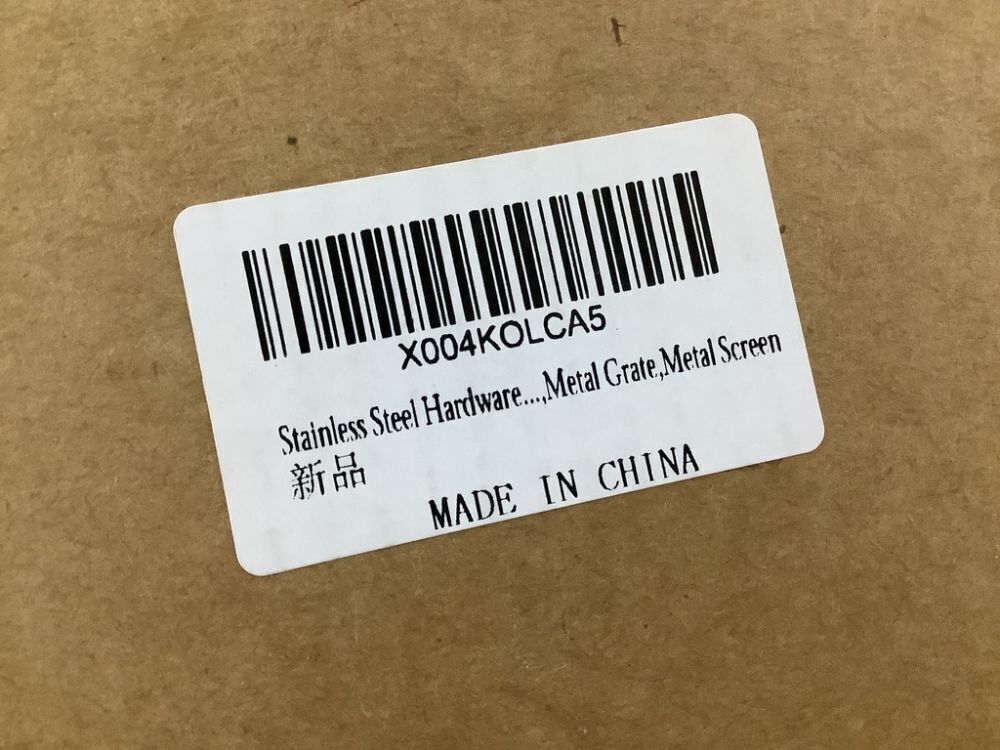 X004KOLCA5
Stainless Steel Hardware...,Metal Grate,Metal Screen
新品
MADE IN CHINA